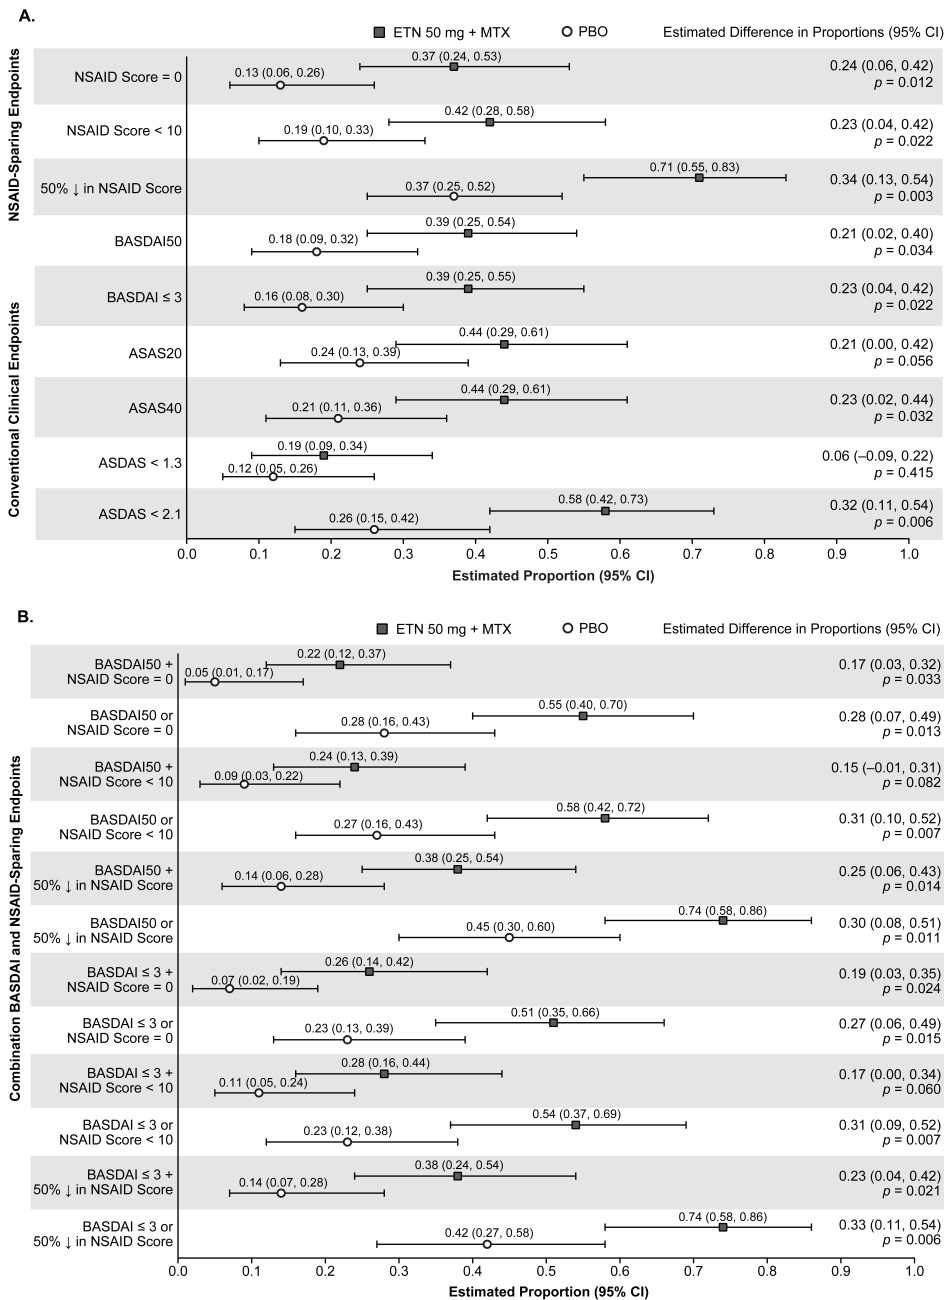 A.
ETN 50 mg + MTX PBO Estimated Difference in Proportions (95% CI)
NSAID-Sparing Endpoints
NSAID Score = 0
0.37 (0.24, 0.53)
0.13 (0.06, 0.26)
0.24 (0.06, 0.42)
p = 0.012
NSAID Score < 10
0.42 (0.28, 0.58)
0.19 (0.10, 0.33)
0.23 (0.04, 0.42)
p = 0.022
50% ↓ in NSAID Score
0.71 (0.55, 0.83)
0.37 (0.25, 0.52)
0.34 (0.13, 0.54)
p = 0.003
Conventional Clinical Endpoints
BASDAI50
0.39 (0.25, 0.54)
0.18 (0.09, 0.32)
0.21 (0.02, 0.40)
p = 0.034
BASDAI ≤ 3
0.39 (0.25, 0.55)
0.16 (0.08, 0.30)
0.23 (0.04, 0.42)
p = 0.022
ASAS20
0.44 (0.29, 0.61)
0.24 (0.13, 0.39)
0.21 (0.00, 0.42)
p = 0.056
ASAS40
0.44 (0.29, 0.61)
0.21 (0.11, 0.36)
0.23 (0.02, 0.44)
p = 0.032
ASDAS < 1.3
0.19 (0.09, 0.34)
0.12 (0.05, 0.26)
0.06 (–0.09, 0.22)
p = 0.415
ASDAS < 2.1
0.58 (0.42, 0.73)
0.26 (0.15, 0.42)
0.32 (0.11, 0.54)
p = 0.006
0.0 0.1 0.2 0.3 0.4 0.5 0.6 0.7 0.8 0.9 1.0
Estimated Proportion (95% CI)
B.
ETN 50 mg + MTX PBO Estimated Difference in Proportions (95% CI)
Combination BASDAI and NSAID-Sparing Endpoints
BASDAI50 +
NSAID Score = 0
0.22 (0.12, 0.37)
0.05 (0.01, 0.17)
0.17 (0.03, 0.32)
p = 0.033
BASDAI50 or
NSAID Score = 0
0.55 (0.40, 0.70)
0.28 (0.16, 0.43)
0.28 (0.07, 0.49)
p = 0.013
BASDAI50 +
NSAID Score < 10
0.24 (0.13, 0.39)
0.09 (0.03, 0.22)
0.15 (–0.01, 0.31)
p = 0.082
BASDAI50 or
NSAID Score < 10
0.58 (0.42, 0.72)
0.27 (0.16, 0.43)
0.31 (0.10, 0.52)
p = 0.007
BASDAI50 +
50% ↓ in NSAID Score
0.38 (0.25, 0.54)
0.14 (0.06, 0.28)
0.25 (0.06, 0.43)
p = 0.014
BASDAI50 or
50% ↓ in NSAID Score
0.74 (0.58, 0.86)
0.45 (0.30, 0.60)
0.30 (0.08, 0.51)
p = 0.011
BASDAI ≤ 3 +
NSAID Score = 0
0.26 (0.14, 0.42)
0.07 (0.02, 0.19)
0.19 (0.03, 0.35)
p = 0.024
BASDAI ≤ 3 or
NSAID Score = 0
0.51 (0.35, 0.66)
0.23 (0.13, 0.39)
0.27 (0.06, 0.49)
p = 0.015
BASDAI ≤ 3 +
NSAID Score < 10
0.28 (0.16, 0.44)
0.11 (0.05, 0.24)
0.17 (0.00, 0.34)
p = 0.060
BASDAI ≤ 3 or
NSAID Score < 10
0.54 (0.37, 0.69)
0.23 (0.12, 0.38)
0.31 (0.09, 0.52)
p = 0.007
BASDAI ≤ 3 +
50% ↓ in NSAID Score
0.38 (0.24, 0.54)
0.14 (0.07, 0.28)
0.23 (0.04, 0.42)
p = 0.021
BASDAI ≤ 3 or
50% ↓ in NSAID Score
0.74 (0.58, 0.86)
0.42 (0.27, 0.58)
0.33 (0.11, 0.54)
p = 0.006
0.0 0.1 0.2 0.3 0.4 0.5 0.6 0.7 0.8 0.9 1.0
Estimated Proportion (95% CI)